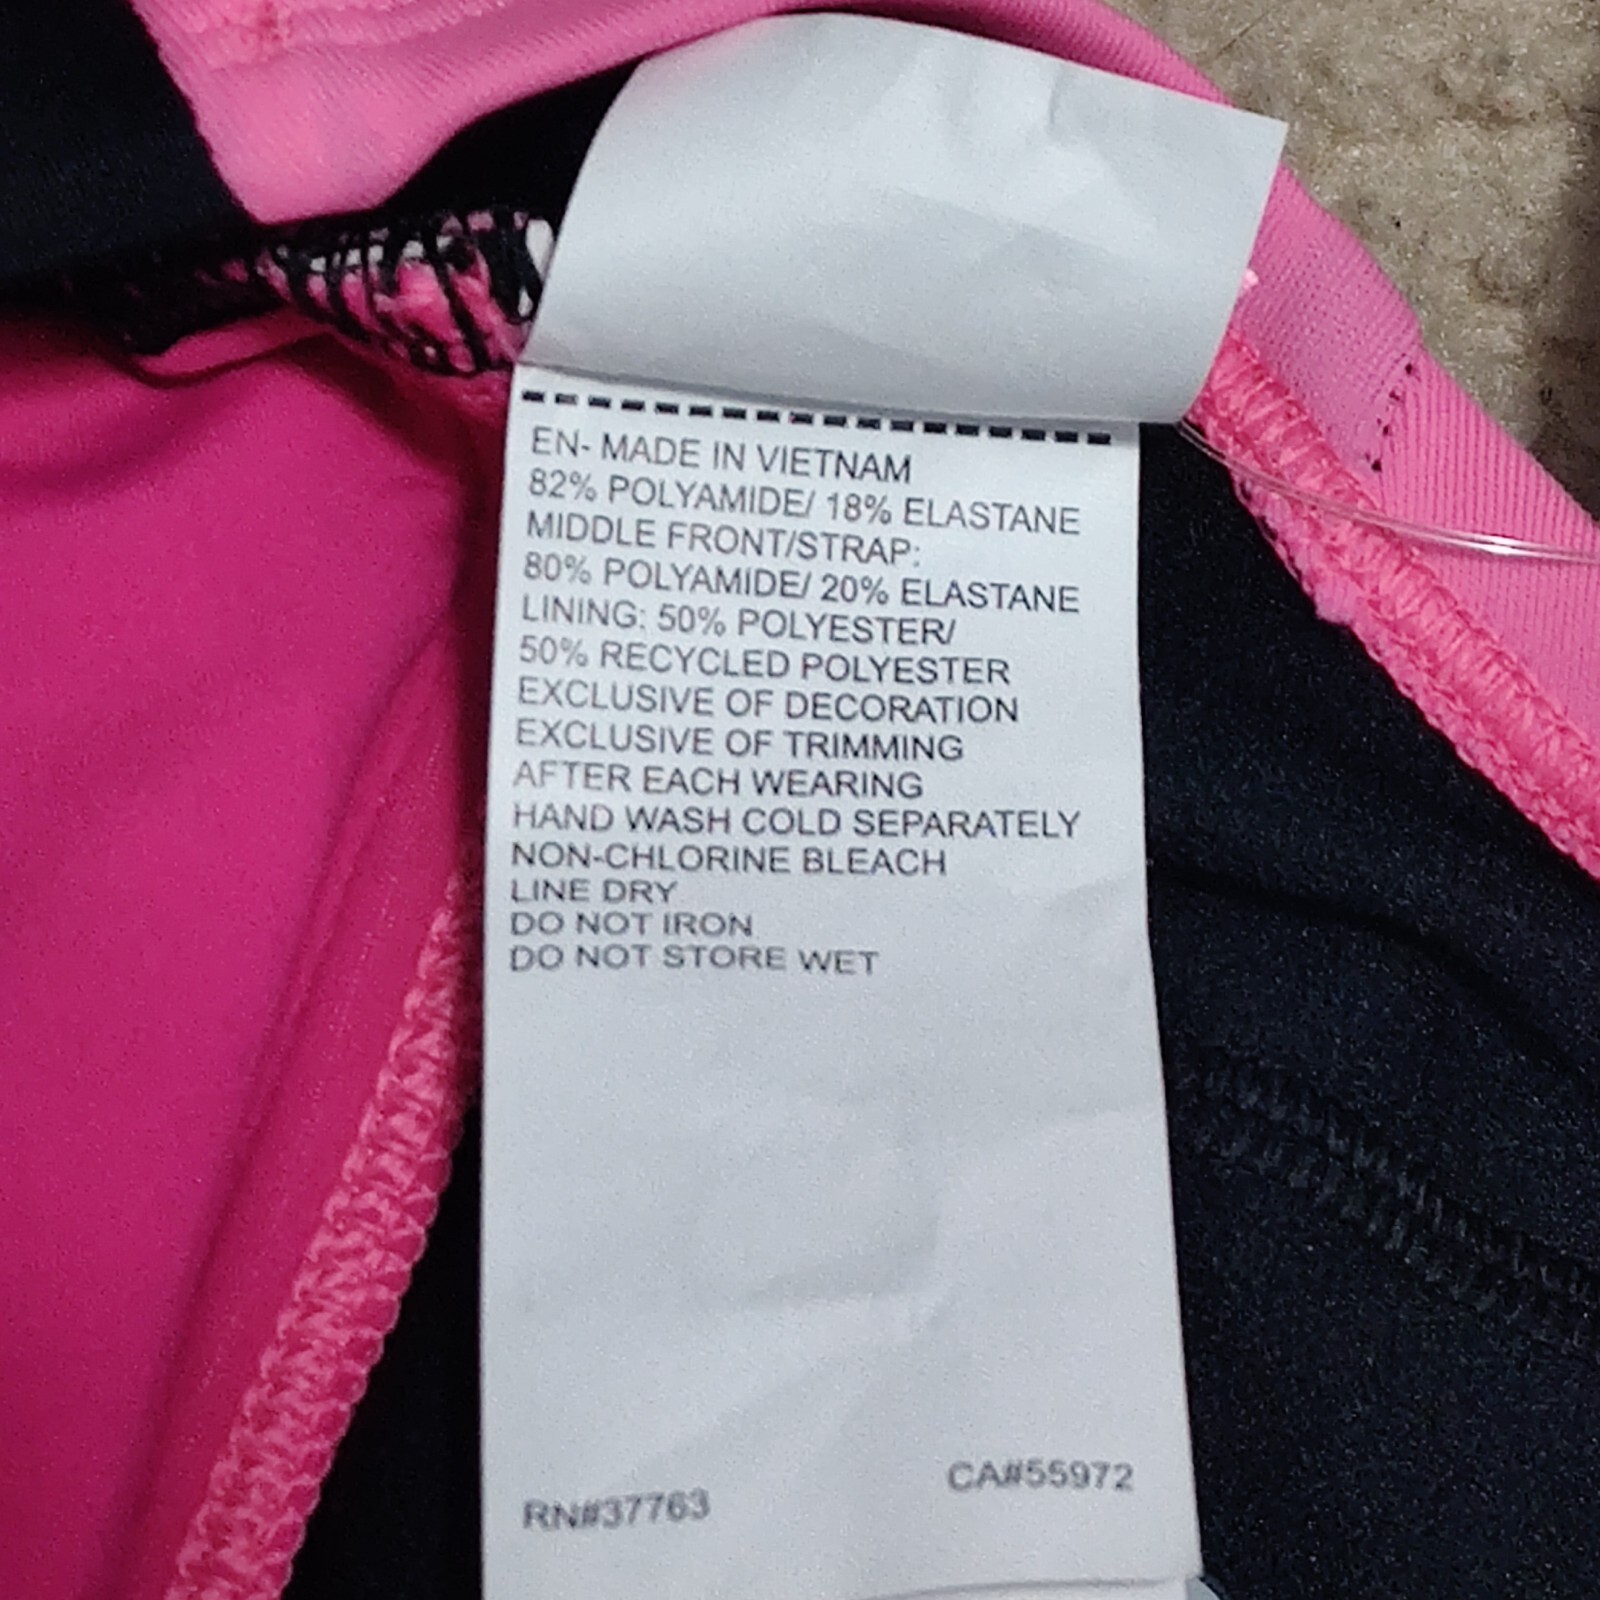 EN- MADE IN VIETNAM
82% POLYAMIDE/ 18% ELASTANE
MIDDLE FRONT/STRAP:
80% POLYAMIDE/ 20% ELASTANE
LINING: 50% POLYESTER/
50% RECYCLED POLYESTER
EXCLUSIVE OF DECORATION
EXCLUSIVE OF TRIMMING
AFTER EACH WEARING
HAND WASH COLD SEPARATELY
NON-CHLORINE BLEACH
LINE DRY
DO NOT IRON
DO NOT STORE WET
RN#37763
CA#55972